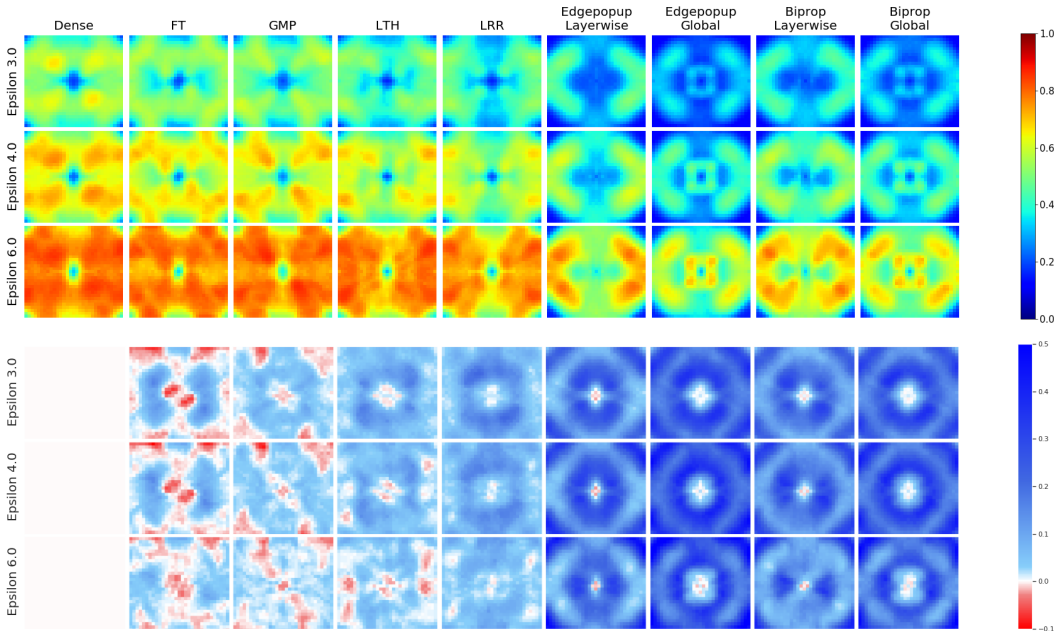 Dense FT GMP LTH LRR Edgepopup Layerwise Edgepopup Global Biprop Layerwise Biprop Global
Epsilon 3.0
Epsilon 4.0
Epsilon 6.0
1.0
0.8
0.6
0.4
0.2
0.0
Epsilon 3.0
Epsilon 4.0
Epsilon 6.0
0.5
0.4
0.3
0.2
0.1
0.0
−0.1